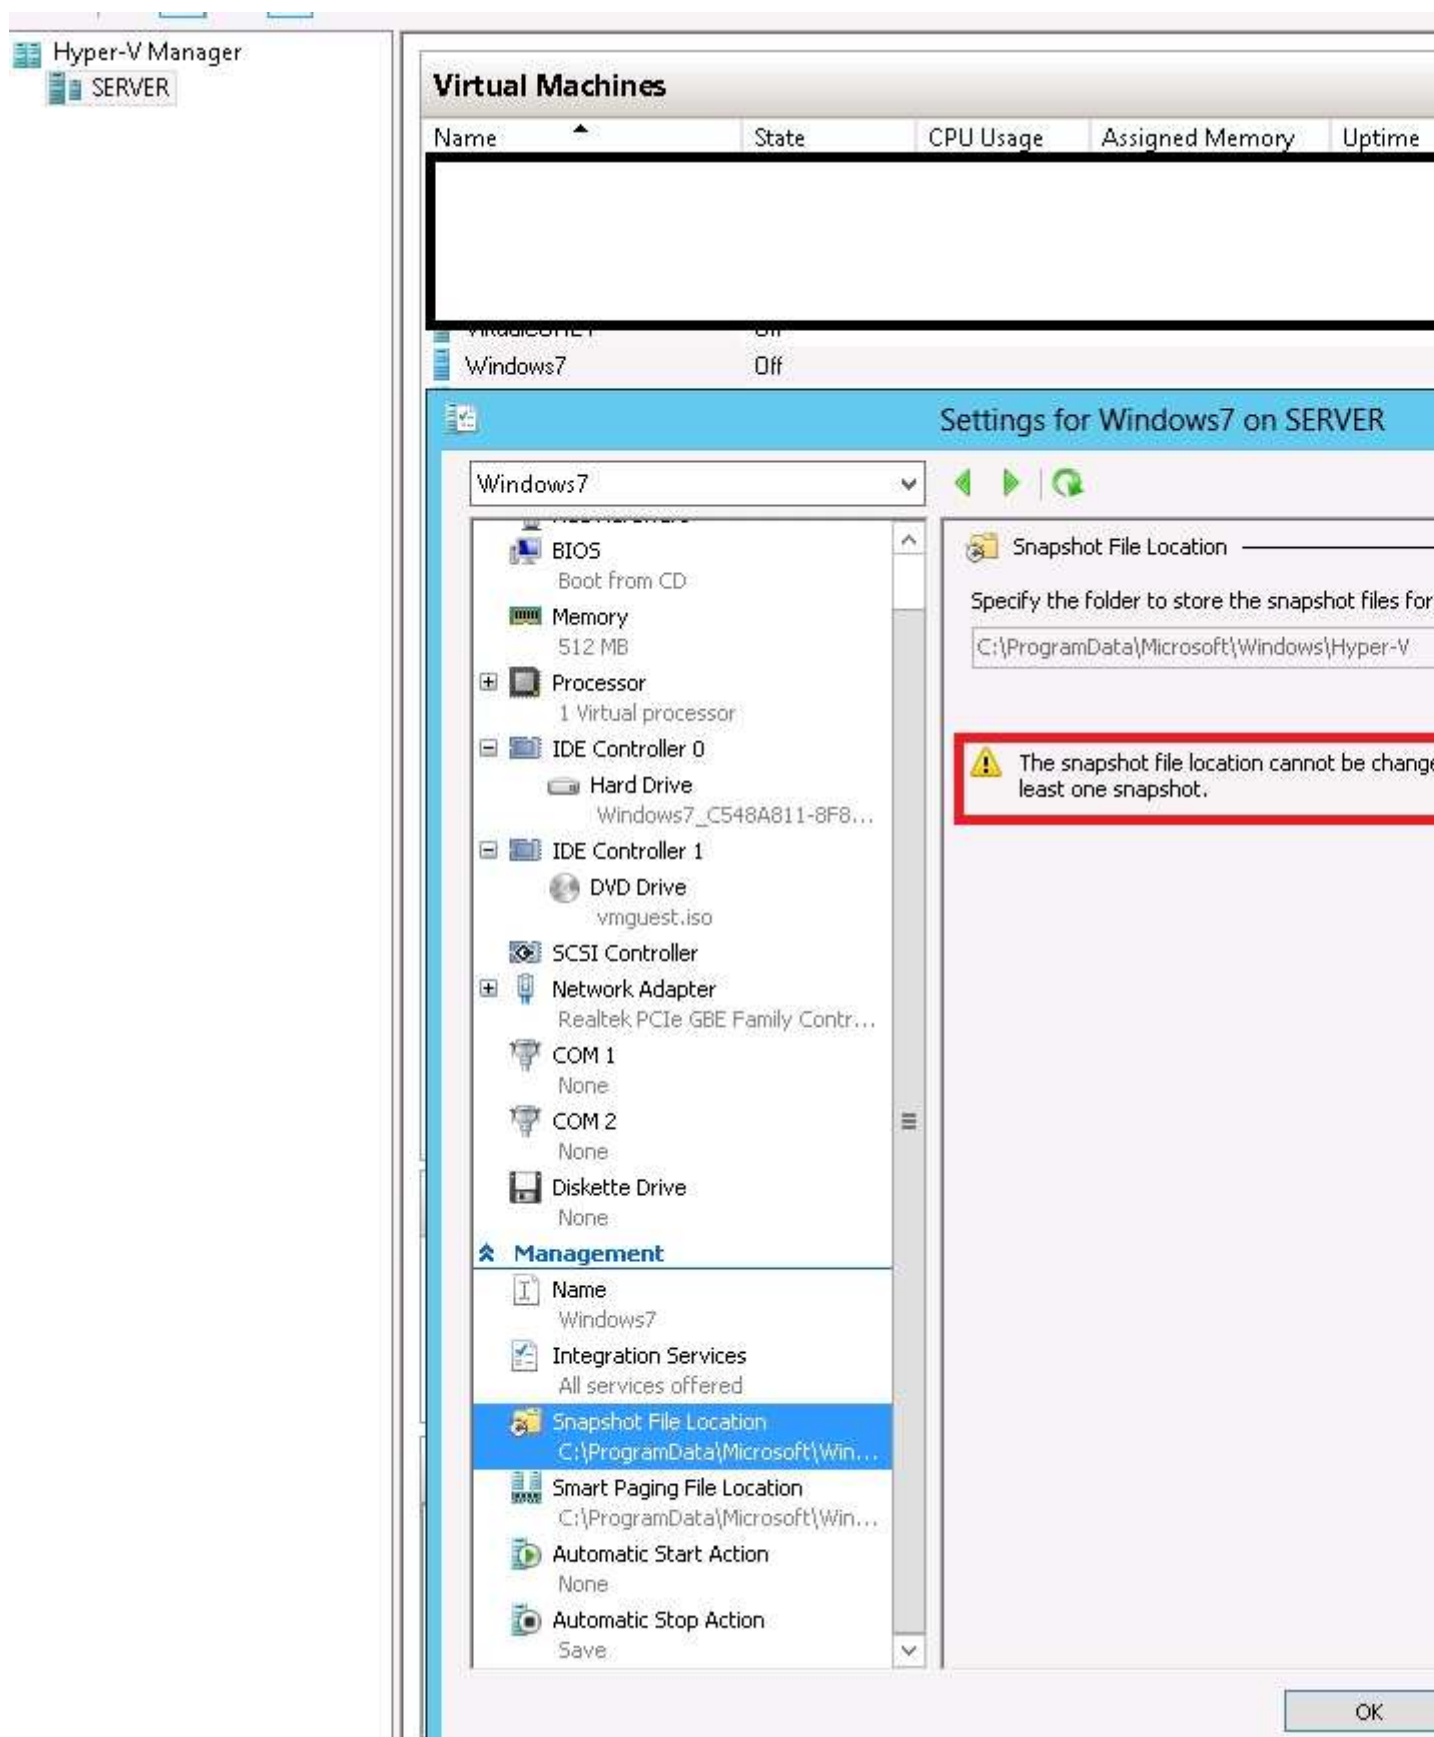 Hyper-V Manager
SERVER
Virtual Machines
Name State CPU Usage Assigned Memory Uptime
Windows7 Off
Settings for Windows7 on SERVER
Windows7
BIOS
Boot from CD
Memory
512 MB
Processor
1 Virtual processor
IDE Controller 0
Hard Drive
Windows7_C548A811-8F8...
IDE Controller 1
DVD Drive
vmguest.iso
SCSI Controller
Network Adapter
Realtek PCIe GBE Family Contr...
COM 1
None
COM 2
None
Diskette Drive
None
Management
Name
Windows7
Integration Services
All services offered
Snapshot File Location
C:\ProgramData\Microsoft\Win...
Smart Paging File Location
C:\ProgramData\Microsoft\Win...
Automatic Start Action
None
Automatic Stop Action
Save
Snapshot File Location
Specify the folder to store the snapshot files for
C:\ProgramData\Microsoft\Windows\Hyper-V
The snapshot file location cannot be change
least one snapshot.
OK